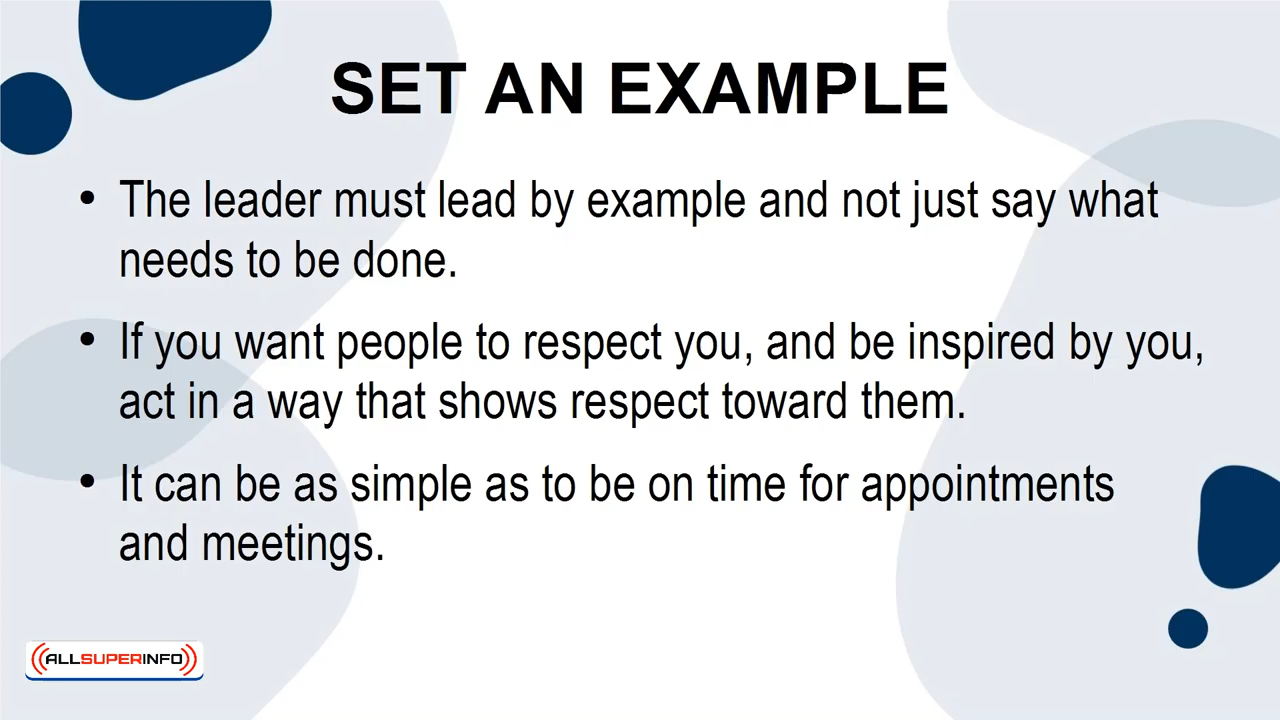 SET AN EXAMPLE
• The leader must lead by example and not just say what
needs to be done.
• If you want people to respect you, and be inspired by you,
act in a way that shows respect toward them.
• It can be as simple as to be on time for appointments
and meetings.
ALLSUPERINFO